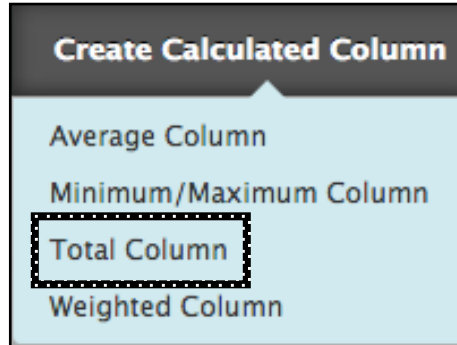 Create Calculated Column
Average Column
Minimum/Maximum Column
Total Column
Weighted Column